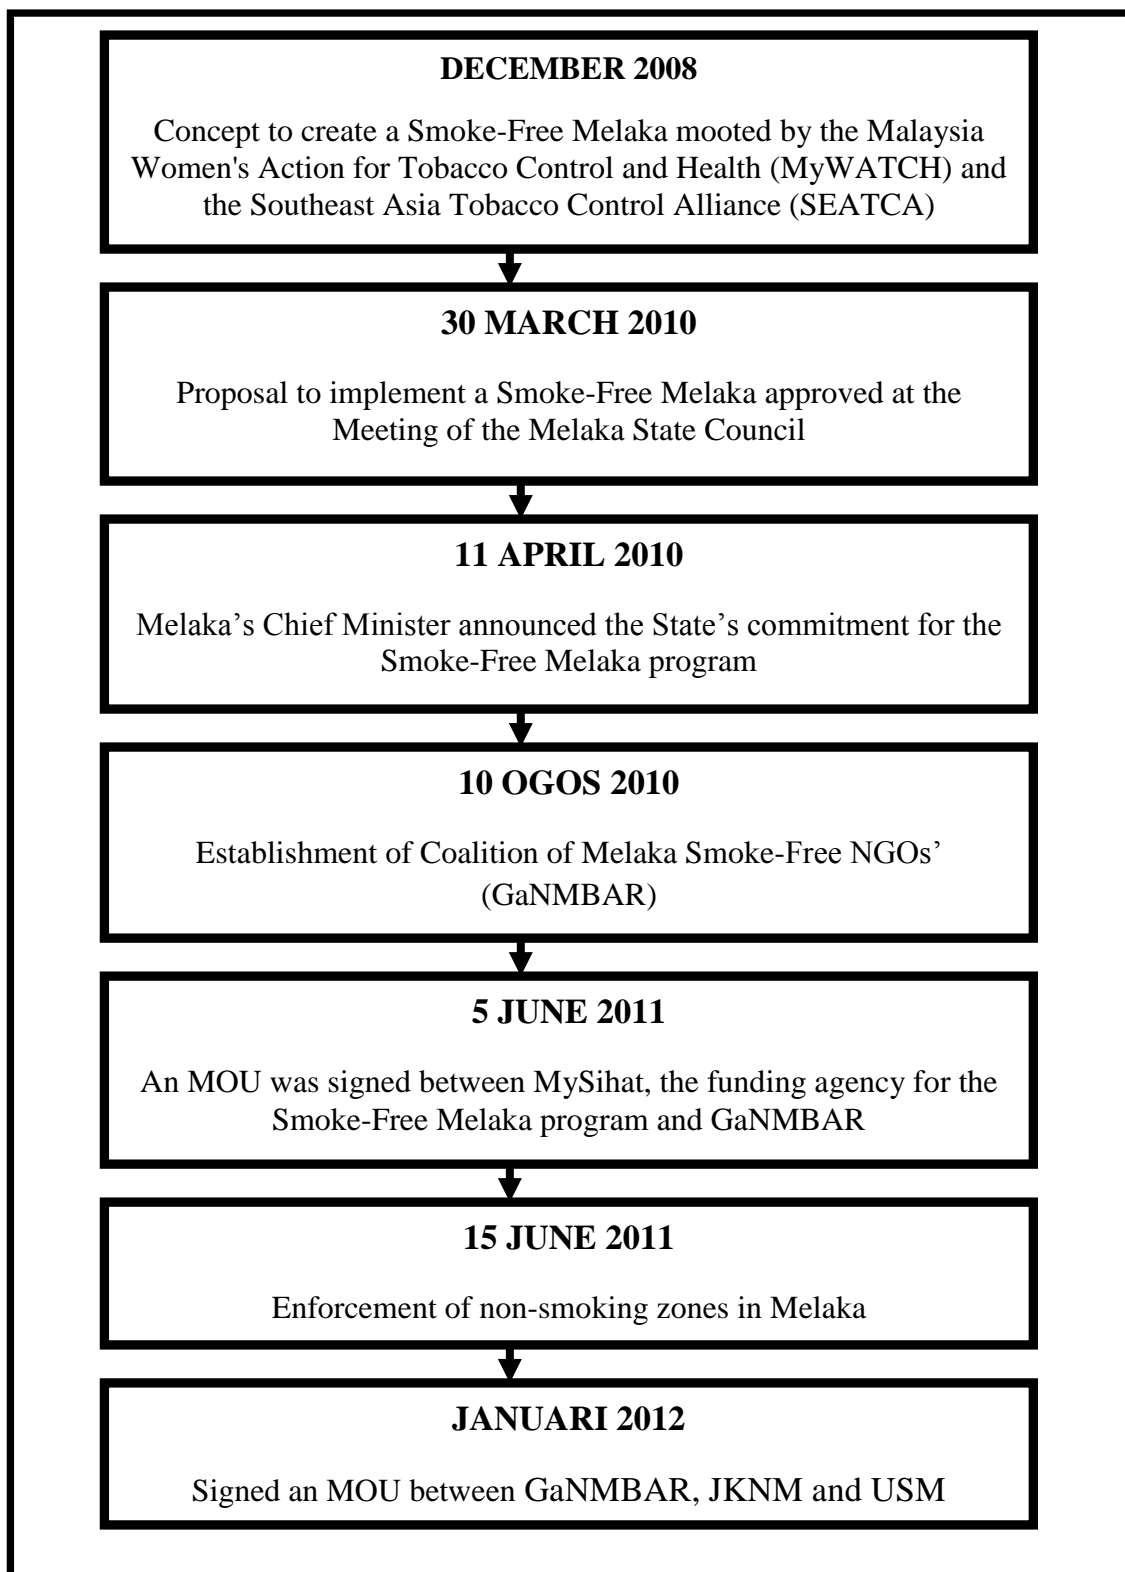 DECEMBER 2008
Concept to create a Smoke-Free Melaka mooted by the Malaysia
Women's Action for Tobacco Control and Health (MyWATCH) and
the Southeast Asia Tobacco Control Alliance (SEATCA)
30 MARCH 2010
Proposal to implement a Smoke-Free Melaka approved at the
Meeting of the Melaka State Council
11 APRIL 2010
Melaka’s Chief Minister announced the State’s commitment for the
Smoke-Free Melaka program
10 OGOS 2010
Establishment of Coalition of Melaka Smoke-Free NGOs’
(GaNMBAR)
5 JUNE 2011
An MOU was signed between MySihat, the funding agency for the
Smoke-Free Melaka program and GaNMBAR
15 JUNE 2011
Enforcement of non-smoking zones in Melaka
JANUARI 2012
Signed an MOU between GaNMBAR, JKNM and USM